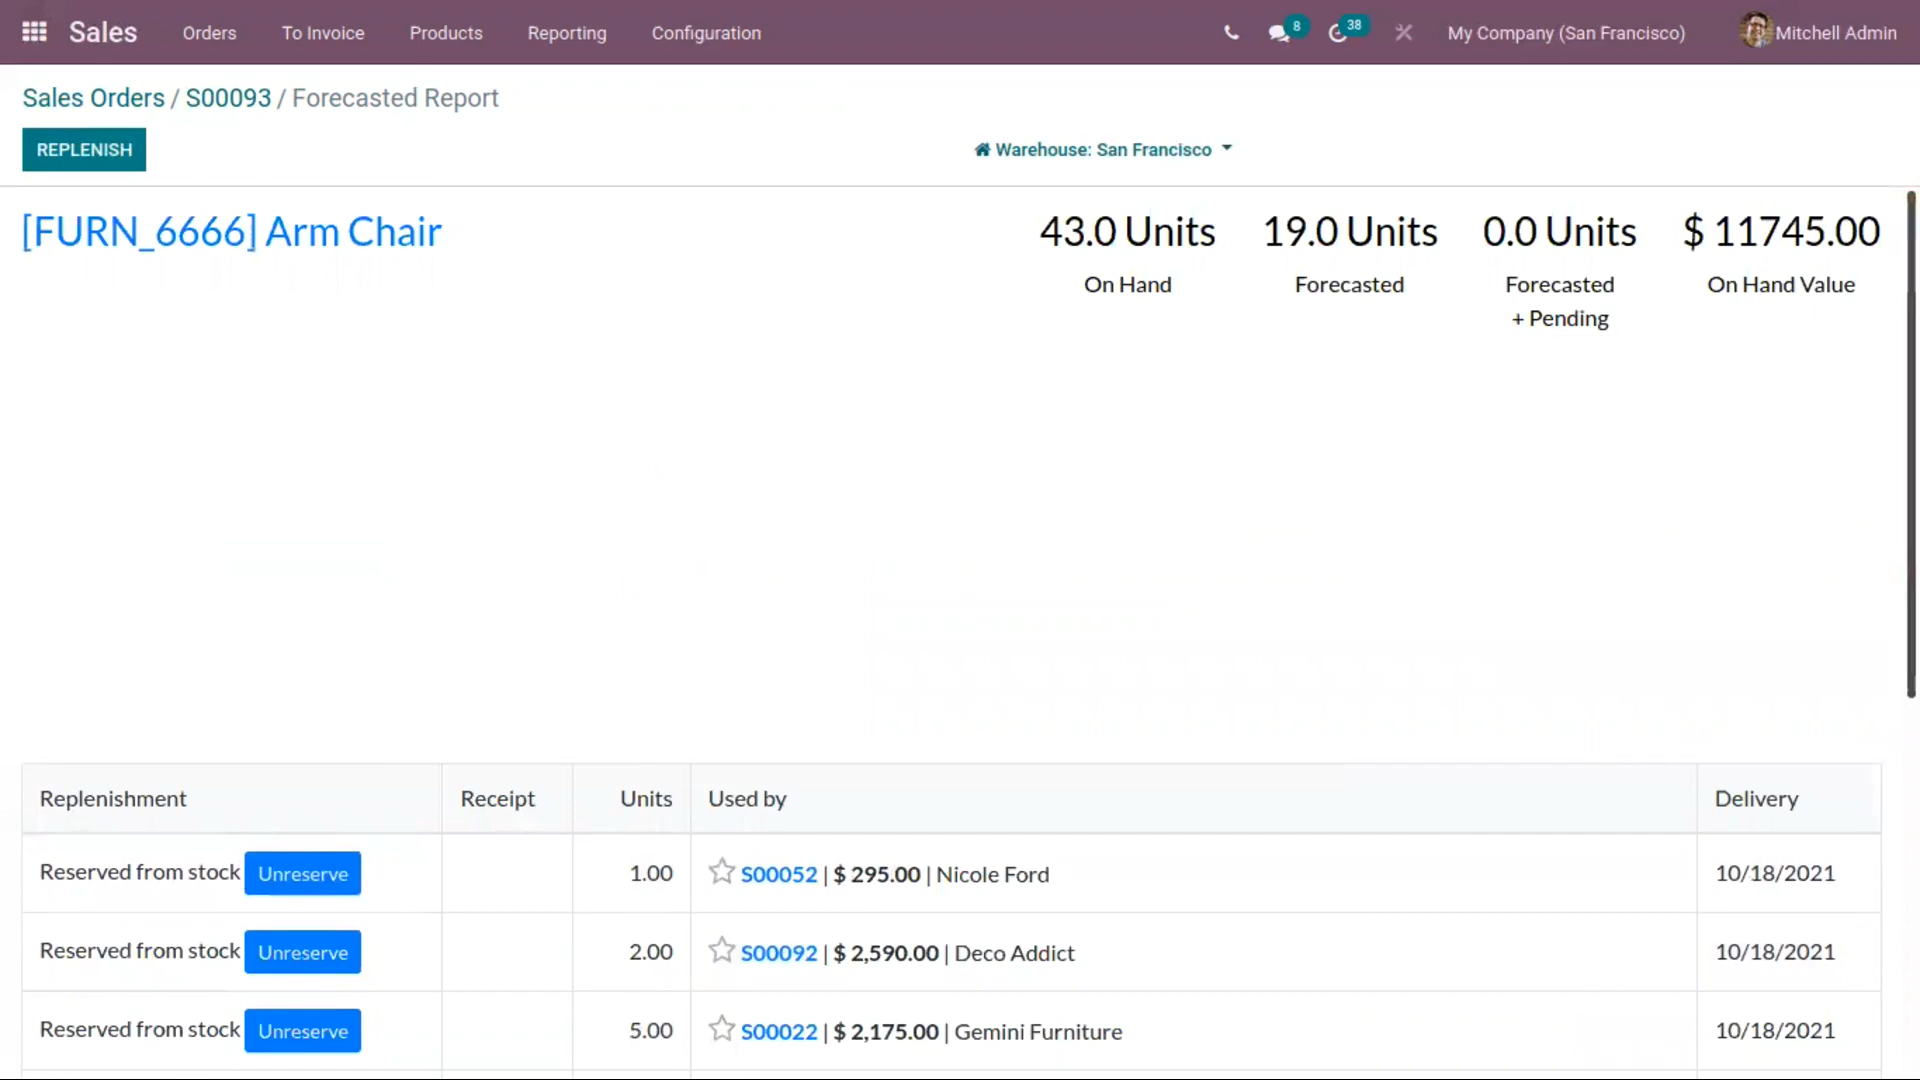 Sales Orders To Invoice Products Reporting Configuration 8 38 My Company (San Francisco) Mitchell Admin
Sales Orders / S00093 / Forecasted Report
REPLENISH Warehouse: San Francisco
[FURN_6666] Arm Chair 43.0 Units 19.0 Units 0.0 Units $ 11745.00
On Hand Forecasted Forecasted On Hand Value
+ Pending
Replenishment Receipt Units Used by Delivery
Reserved from stock Unreserve 1.00 S00052 | $ 295.00 | Nicole Ford 10/18/2021
Reserved from stock Unreserve 2.00 S00092 | $ 2,590.00 | Deco Addict 10/18/2021
Reserved from stock Unreserve 5.00 S00022 | $ 2,175.00 | Gemini Furniture 10/18/2021